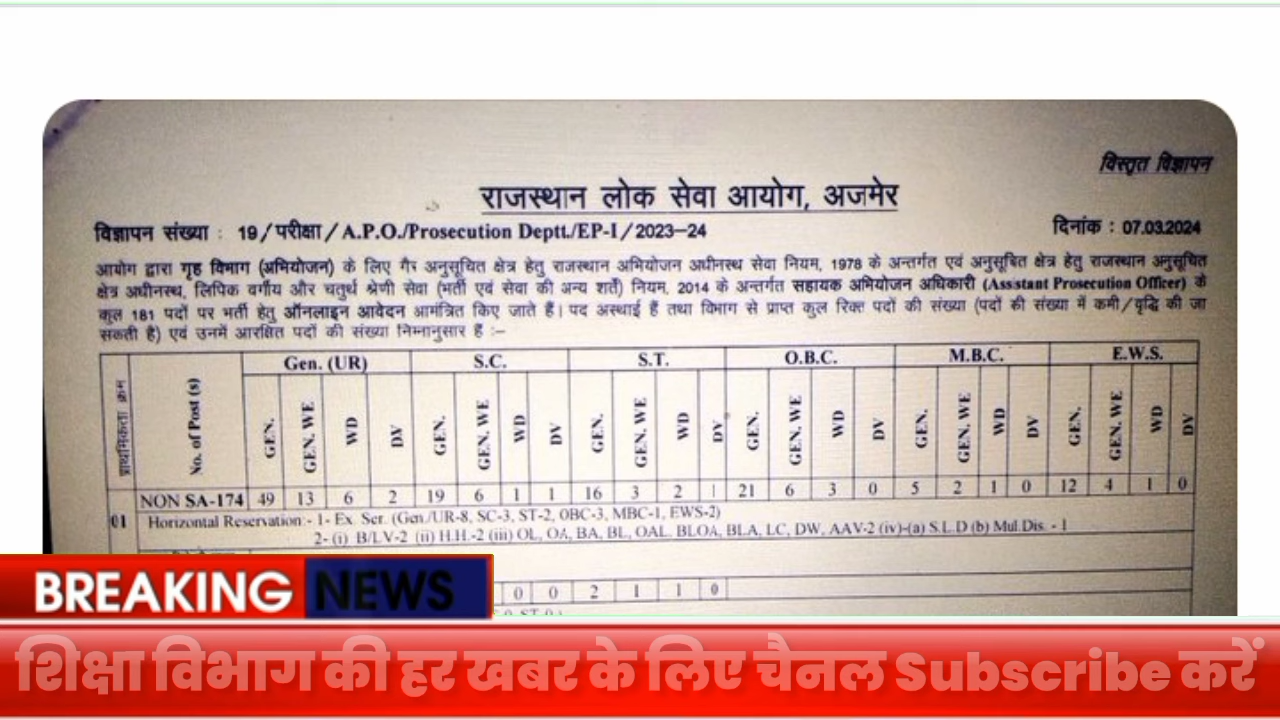 विस्तृत विज्ञापन
राजस्थान लोक सेवा आयोग, अजमेर
विज्ञापन संख्या : 19/परीक्षा/A.P.O./Prosecution Deptt./EP-I/2023-24 दिनांक : 07.03.2024
आयोग द्वारा गृह विभाग (अभियोजन) के लिए गैर अनुसूचित क्षेत्र हेतु राजस्थान अभियोजन अधीनस्थ सेवा नियम, 1978 के अन्तर्गत एवं अनुसूचित क्षेत्र हेतु राजस्थान अनुसूचित
क्षेत्र अधीनस्थ, लिपिक वर्गीय और चतुर्थ श्रेणी सेवा (भर्ती एवं सेवा की अन्य शर्तें) नियम, 2014 के अन्तर्गत सहायक अभियोजन अधिकारी (Assistant Prosecution Officer) के
कुल 181 पदों पर भर्ती हेतु ऑनलाइन आवेदन आमंत्रित किए जाते हैं। पद अस्थाई हैं तथा विभाग से प्राप्त कुल रिक्त पदों की संख्या (पदों की संख्या में कमी/वृद्धि की जा
सकती है) एवं उनमें आरक्षित पदों की संख्या निम्नानुसार हैं :–
प्राथमिकता क्रम No. of Post (s) Gen. (UR) S.C. S.T. O.B.C. M.B.C. E.W.S.
GEN. GEN. WE WD DV GEN. GEN. WE WD DV GEN. GEN. WE WD DV GEN. GEN. WE WD DV GEN. GEN. WE WD DV GEN. GEN. WE WD DV
01 NON SA-174 49 13 6 2 19 6 1 1 16 3 2 1 21 6 3 0 5 2 1 0 12 4 1 0
Horizontal Reservation:- 1- Ex. Ser. (Gen./UR-8, SC-3, ST-2, OBC-3, MBC-1, EWS-2)
2- (i) B/LV-2 (ii) H.H.-2 (iii) OL, OA, BA, BL, OAL, BLOA, BLA, LC, DW, AAV-2 (iv)-(a) S.L.D (b) Mul.Dis. - 1
0 0 2 1 1 0
BREAKING NEWS
शिक्षा विभाग की हर खबर के लिए चैनल Subscribe करें